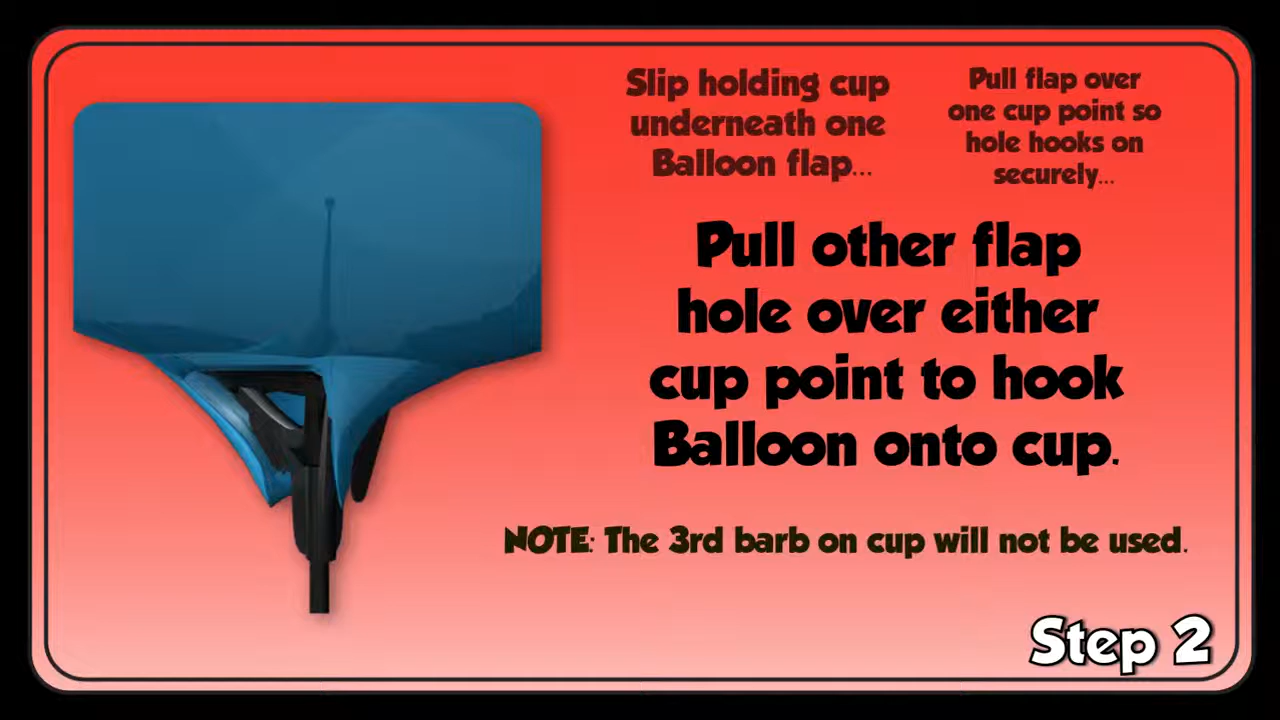 Slip holding cup
underneath one
Balloon flap...
Pull flap over
one cup point so
hole hooks on
securely...
Pull other flap
hole over either
cup point to hook
Balloon onto cup.
NOTE: The 3rd barb on cup will not be used.
Step 2